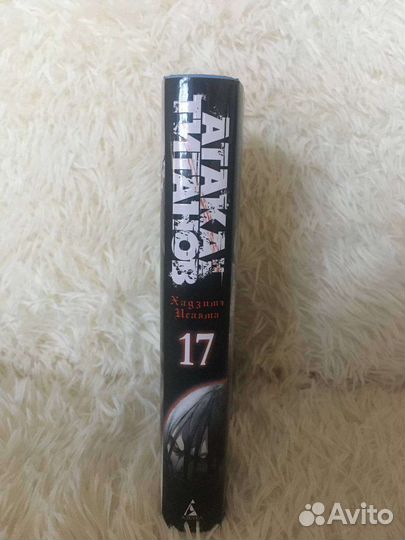 АТАКА
ТИТАНОВ
Хадзимэ
Исаяма
17
Avito